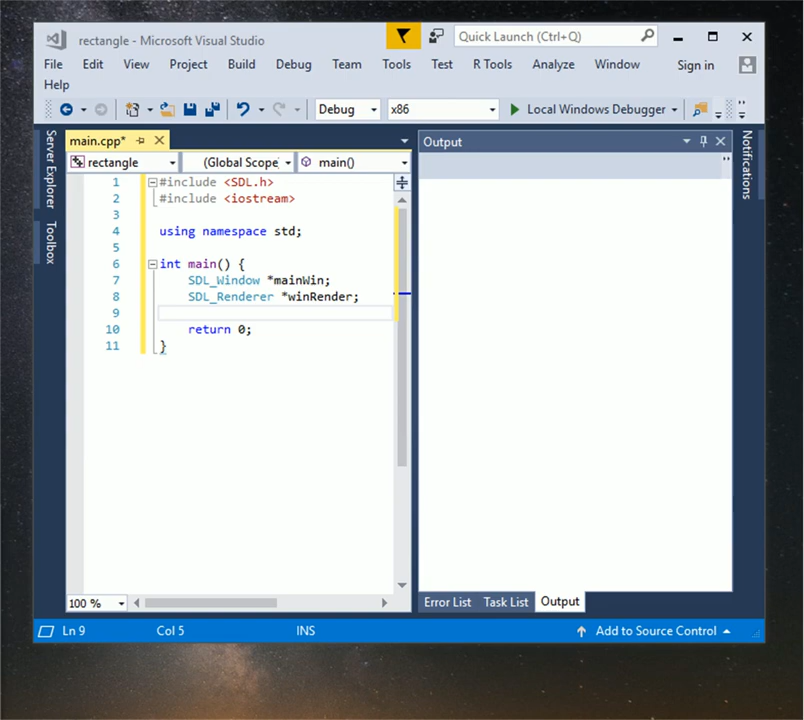 rectangle - Microsoft Visual Studio
Quick Launch (Ctrl+Q)
File Edit View Project Build Debug Team Tools Test R Tools Analyze Window Sign in
Help
Debug x86 Local Windows Debugger
Server Explorer
Toolbox
main.cpp*
rectangle (Global Scope main()
1 #include <SDL.h>
2 #include <iostream>
3
4 using namespace std;
5
6 int main() {
7 SDL_Window *mainWin;
8 SDL_Renderer *winRender;
9
10 return 0;
11 }
100 %
Output
Notifications
Error List Task List Output
Ln 9 Col 5 INS Add to Source Control